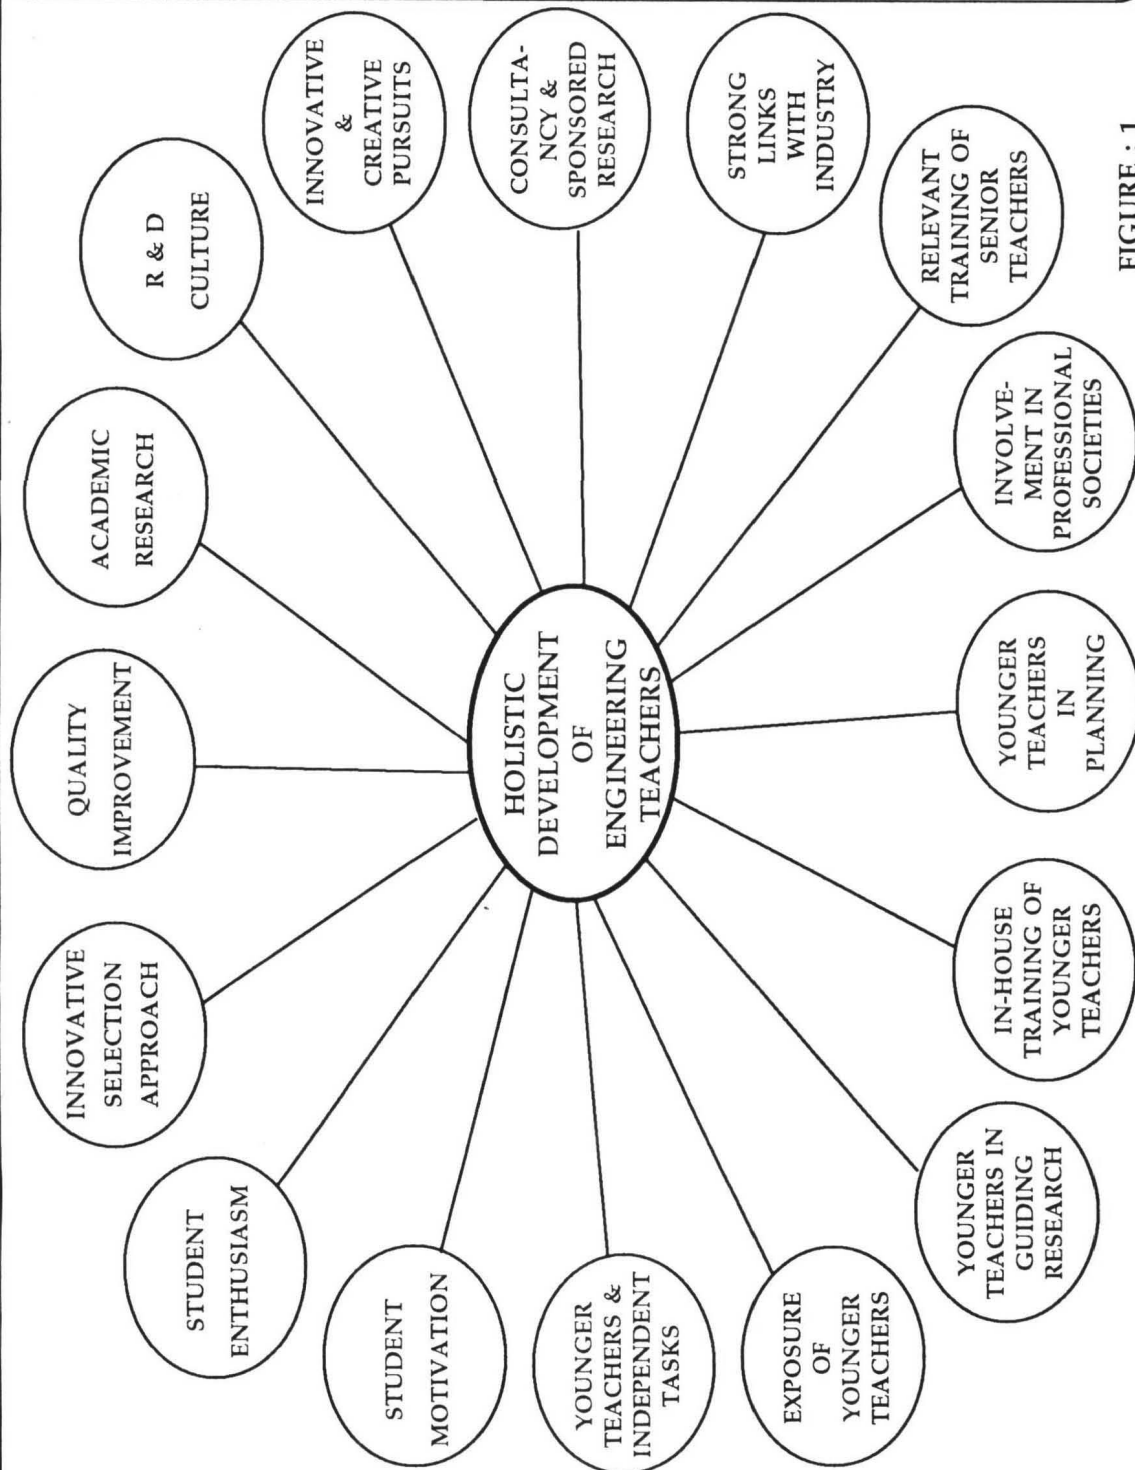 QUALITY
IMPROVEMENT
ACADEMIC
RESEARCH
R & D
CULTURE
INNOVATIVE
&
CREATIVE
PURSUITS
CONSULTA-
NCY &
SPONSORED
RESEARCH
STRONG
LINKS
WITH
INDUSTRY
RELEVANT
TRAINING OF
SENIOR
TEACHERS
INVOLVE-
MENT IN
PROFESSIONAL
SOCIETIES
YOUNGER
TEACHERS
IN
PLANNING
IN-HOUSE
TRAINING OF
YOUNGER
TEACHERS
YOUNGER
TEACHERS IN
GUIDING
RESEARCH
EXPOSURE
OF
YOUNGER
TEACHERS
YOUNGER
TEACHERS &
INDEPENDENT
TASKS
STUDENT
MOTIVATION
STUDENT
ENTHUSIASM
INNOVATIVE
SELECTION
APPROACH
HOLISTIC
DEVELOPMENT
OF
ENGINEERING
TEACHERS
FIGURE : 1